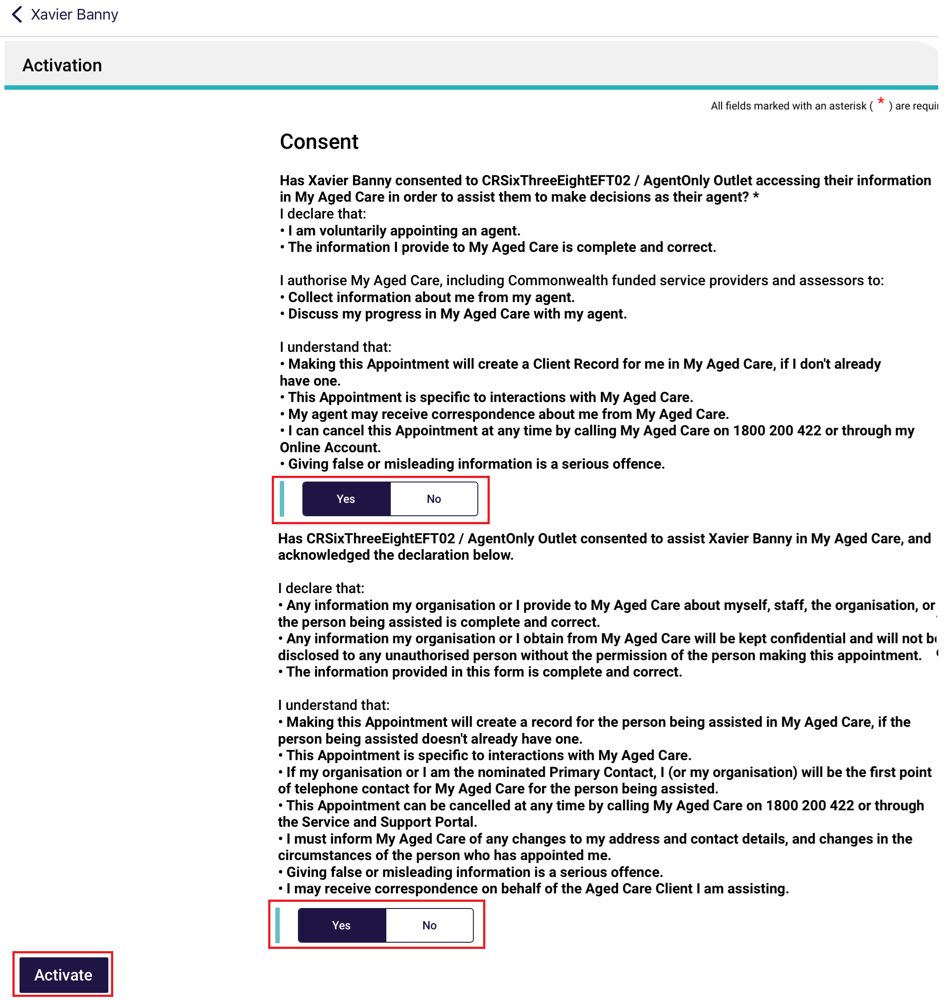 Xavier Banny
Activation
All fields marked with an asterisk ( * ) are requi
Consent
Has Xavier Banny consented to CRSixThreeEightEFT02 / AgentOnly Outlet accessing their information
in My Aged Care in order to assist them to make decisions as their agent? *
I declare that:
• I am voluntarily appointing an agent.
• The information I provide to My Aged Care is complete and correct.
I authorise My Aged Care, including Commonwealth funded service providers and assessors to:
• Collect information about me from my agent.
• Discuss my progress in My Aged Care with my agent.
I understand that:
• Making this Appointment will create a Client Record for me in My Aged Care, if I don't already
have one.
• This Appointment is specific to interactions with My Aged Care.
• My agent may receive correspondence about me from My Aged Care.
• I can cancel this Appointment at any time by calling My Aged Care on 1800 200 422 or through my
Online Account.
• Giving false or misleading information is a serious offence.
Yes No
Has CRSixThreeEightEFT02 / AgentOnly Outlet consented to assist Xavier Banny in My Aged Care, and
acknowledged the declaration below.
I declare that:
• Any information my organisation or I provide to My Aged Care about myself, staff, the organisation, or
the person being assisted is complete and correct.
• Any information my organisation or I obtain from My Aged Care will be kept confidential and will not be
disclosed to any unauthorised person without the permission of the person making this appointment.
• The information provided in this form is complete and correct.
I understand that:
• Making this Appointment will create a record for the person being assisted in My Aged Care, if the
person being assisted doesn't already have one.
• This Appointment is specific to interactions with My Aged Care.
• If my organisation or I am the nominated Primary Contact, I (or my organisation) will be the first point
of telephone contact for My Aged Care for the person being assisted.
• This Appointment can be cancelled at any time by calling My Aged Care on 1800 200 422 or through
the Service and Support Portal.
• I must inform My Aged Care of any changes to my address and contact details, and changes in the
circumstances of the person who has appointed me.
• Giving false or misleading information is a serious offence.
• I may receive correspondence on behalf of the Aged Care Client I am assisting.
Yes No
Activate